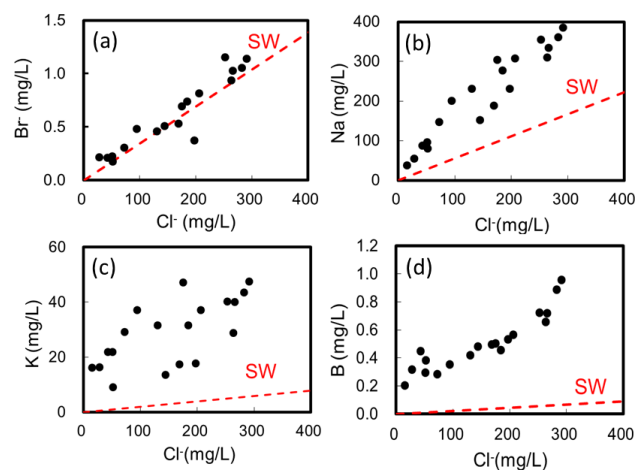 (a)
SW
1.5
1.0
0.5
0.0
Br- (mg/L)
0 100 200 300 400
Cl- (mg/L)
(b)
SW
400
300
200
100
0
Na (mg/L)
0 100 200 300 400
Cl-(mg/L)
(c)
SW
60
40
20
0
K (mg/L)
0 100 200 300 400
Cl-(mg/L)
(d)
SW
1.2
1.0
0.8
0.6
0.4
0.2
0.0
B (mg/L)
0 100 200 300 400
Cl-(mg/L)